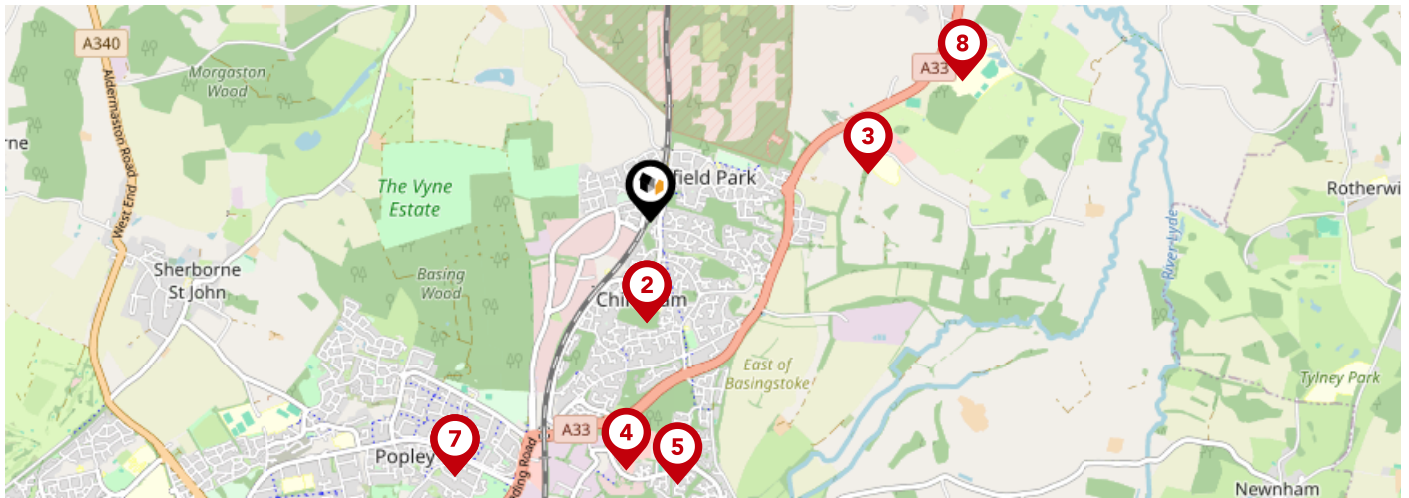 A340
Morgaston
Wood
8
A33
3
Aldermaston Road
The Vyne
Estate
field Park
Rotherwi
West End
River Lyde
Sherborne
St John
Basing
Wood
2
East of
Basingstoke
Tylney Park
7
A33
4
5
Popley
Newnham